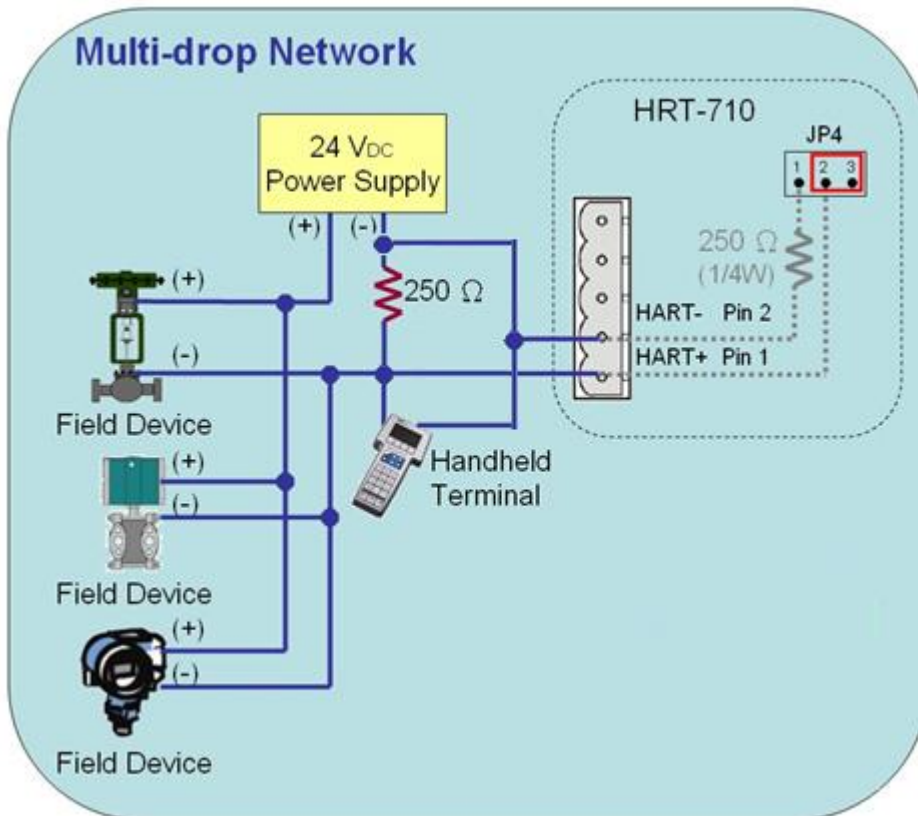 Multi-drop Network
HRT-710
JP4
1 2 3
24 VDC
Power Supply
(+) (-)
250 Ω
(1/4W)
250 Ω
HART- Pin 2
HART+ Pin 1
(+)
(-)
Field Device
Handheld
Terminal
(+)
(-)
Field Device
(+)
(-)
Field Device